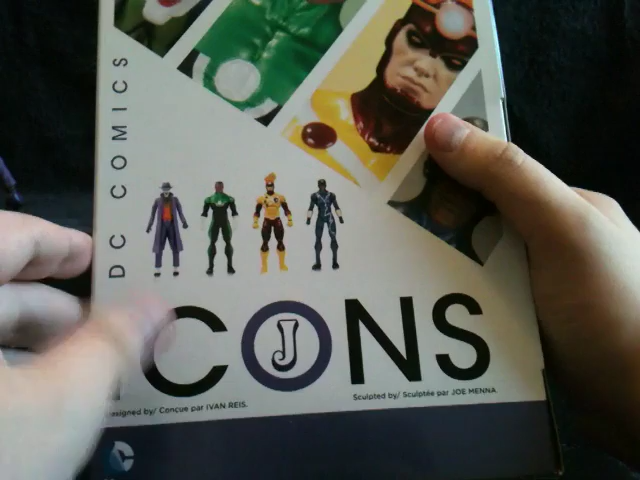 DC COMICS
ICONS
J
esigned by/ Conçue par IVAN REIS.
Sculpted by/ Sculptée par JOE MENNA.